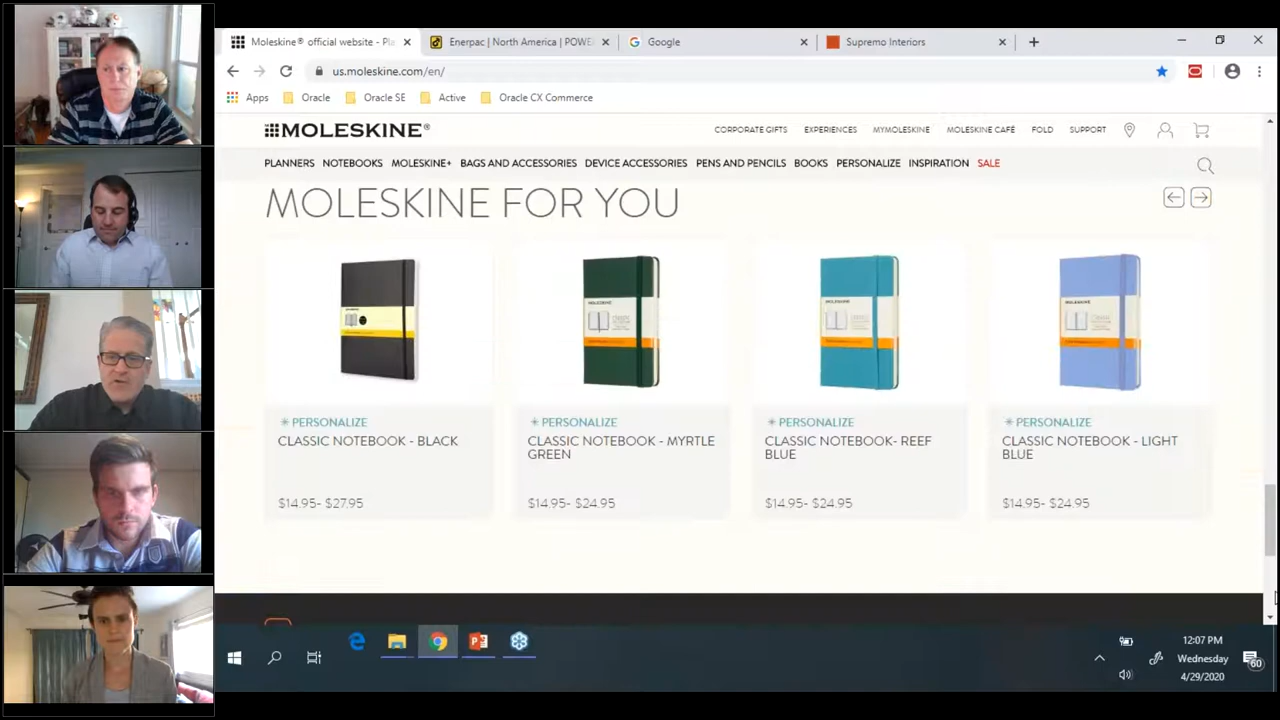 Moleskine® official website - Pla
Enerpac | North America | POWE
Google
Supremo Interiors
us.moleskine.com/en/
Apps
Oracle
Oracle SE
Active
Oracle CX Commerce
MOLESKINE®
CORPORATE GIFTS EXPERIENCES MYMOLESKINE MOLESKINE CAFÉ FOLD SUPPORT
PLANNERS NOTEBOOKS MOLESKINE+ BAGS AND ACCESSORIES DEVICE ACCESSORIES PENS AND PENCILS BOOKS PERSONALIZE INSPIRATION SALE
MOLESKINE FOR YOU
MOLESKINE
MOLESKINE
MOLESKINE
PERSONALIZE
CLASSIC NOTEBOOK - BLACK
$14.95- $27.95
PERSONALIZE
CLASSIC NOTEBOOK - MYRTLE
GREEN
$14.95- $24.95
PERSONALIZE
CLASSIC NOTEBOOK- REEF
BLUE
$14.95- $24.95
PERSONALIZE
CLASSIC NOTEBOOK - LIGHT
BLUE
$14.95- $24.95
12:07 PM
Wednesday
4/29/2020
60